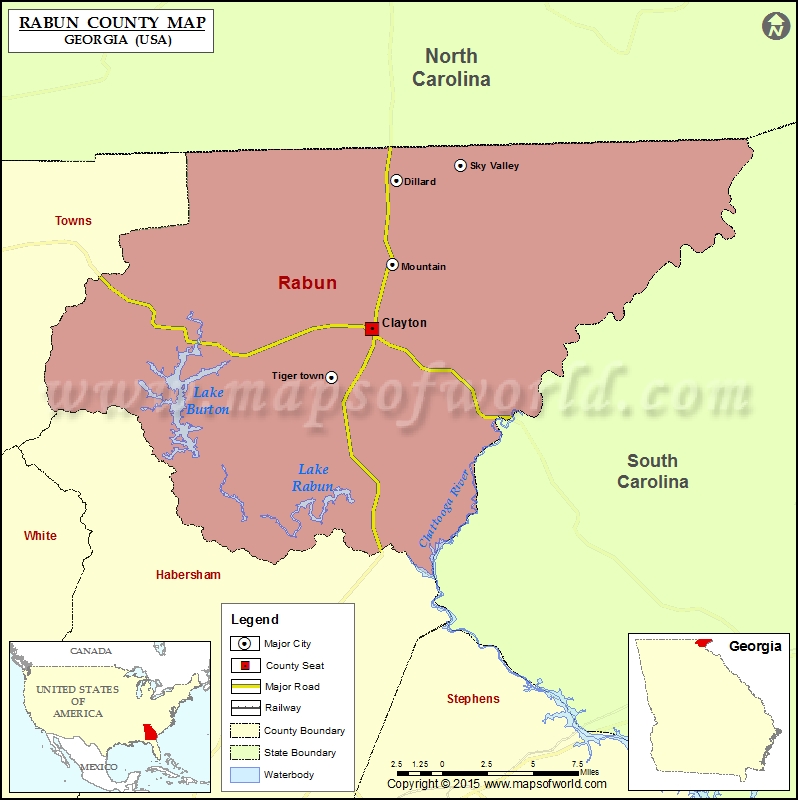 RABUN COUNTY MAP
GEORGIA (USA)
N
North
Carolina
Sky Valley
Dillard
Towns
Mountain
Rabun
Clayton
Tiger town
Lake
Burton
www.mapsofworld.com
Lake
Rabun
Chattooga River
South
Carolina
White
Habersham
Stephens
Legend
Major City
County Seat
Major Road
Railway
County Boundary
State Boundary
Waterbody
CANADA
UNITED STATES
OF
AMERICA
MEXICO
Georgia
2.5 1.25 0 2.5 5 7.5
Miles
Copyright © 2015 www.mapsofworld.com